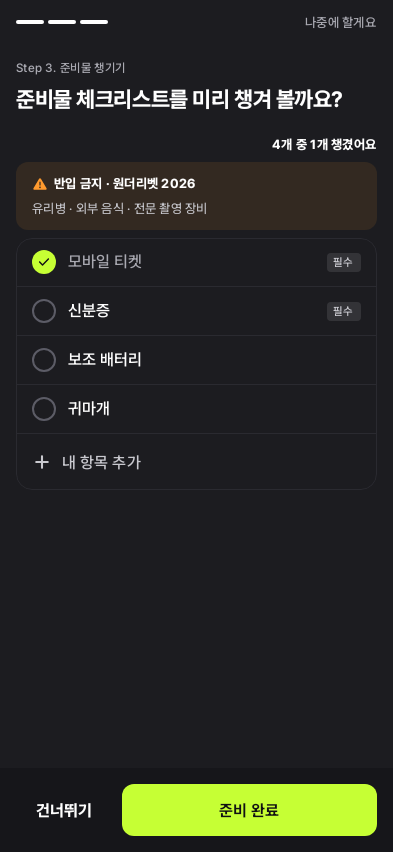 나중에 할게요
Step 3. 준비물 챙기기
준비물 체크리스트를 미리 챙겨 볼까요?
4개 중 1개 챙겼어요
반입 금지 · 원더리벳 2026
유리병 · 외부 음식 · 전문 촬영 장비
모바일 티켓 필수
신분증 필수
보조 배터리
귀마개
내 항목 추가
건너뛰기 준비 완료